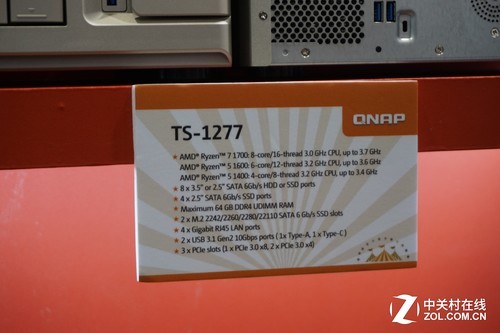 QNAP
TS-1277
★ AMD® Ryzen™ 7 1700: 8-core/16-thread 3.0 GHz CPU, up to 3.7 GHz
AMD® Ryzen™ 5 1600: 6-core/12-thread 3.2 GHz CPU, up to 3.6 GHz
AMD® Ryzen™ 5 1400: 4-core/8-thread 3.2 GHz CPU, up to 3.4 GHz
★ 8 x 3.5" or 2.5" SATA 6Gb/s HDD or SSD ports
★ 4 x 2.5" SATA 6Gb/s SSD ports
★ Maximum 64 GB DDR4 UDIMM RAM
★ 2 x M.2 2242/2260/2280/22110 SATA 6 Gb/s SSD slots
★ 4 x Gigabit RJ45 LAN ports
★ 2 x USB 3.1 Gen2 10Gbps ports ( 1x Type-A, 1 x Type-C )
★ 3 x PCIe slots (1 x PCIe 3.0 x8, 2 x PCIe 3.0 x4)
中关村在线
ZOL.COM.CN